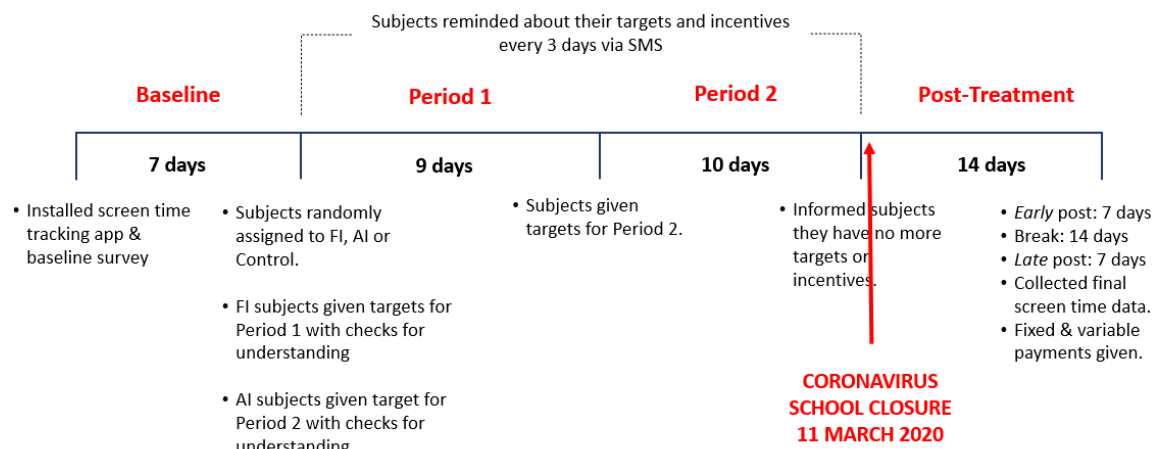 Subjects reminded about their targets and incentives
every 3 days via SMS
Baseline
Period 1
Period 2
Post-Treatment
7 days
9 days
10 days
14 days
• Installed screen time
tracking app &
baseline survey
• Subjects randomly
assigned to FI, AI or
Control.
• FI subjects given targets for
Period 1 with checks for
understanding
• AI subjects given target for
Period 2 with checks for
understanding
• Subjects given
targets for Period 2.
• Informed subjects
they have no more
targets or
incentives.
• Early post: 7 days
• Break: 14 days
• Late post: 7 days
• Collected final
screen time data.
• Fixed & variable
payments given.
CORONAVIRUS
SCHOOL CLOSURE
11 MARCH 2020